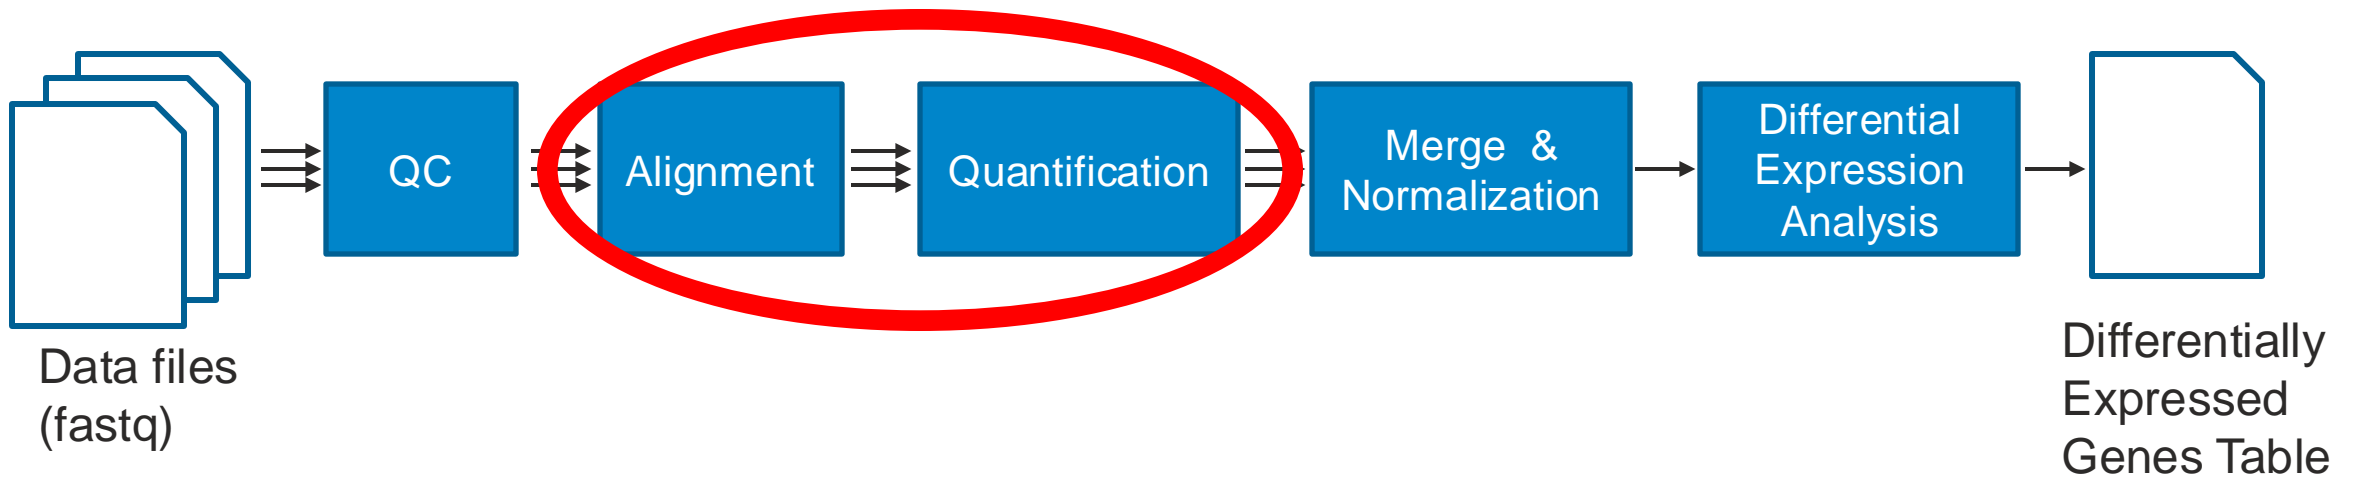 Data files
(fastq)
QC
Alignment
Quantification
Merge & 
Normalization
Differential
Expression
Analysis
Differentially
Expressed
Genes Table